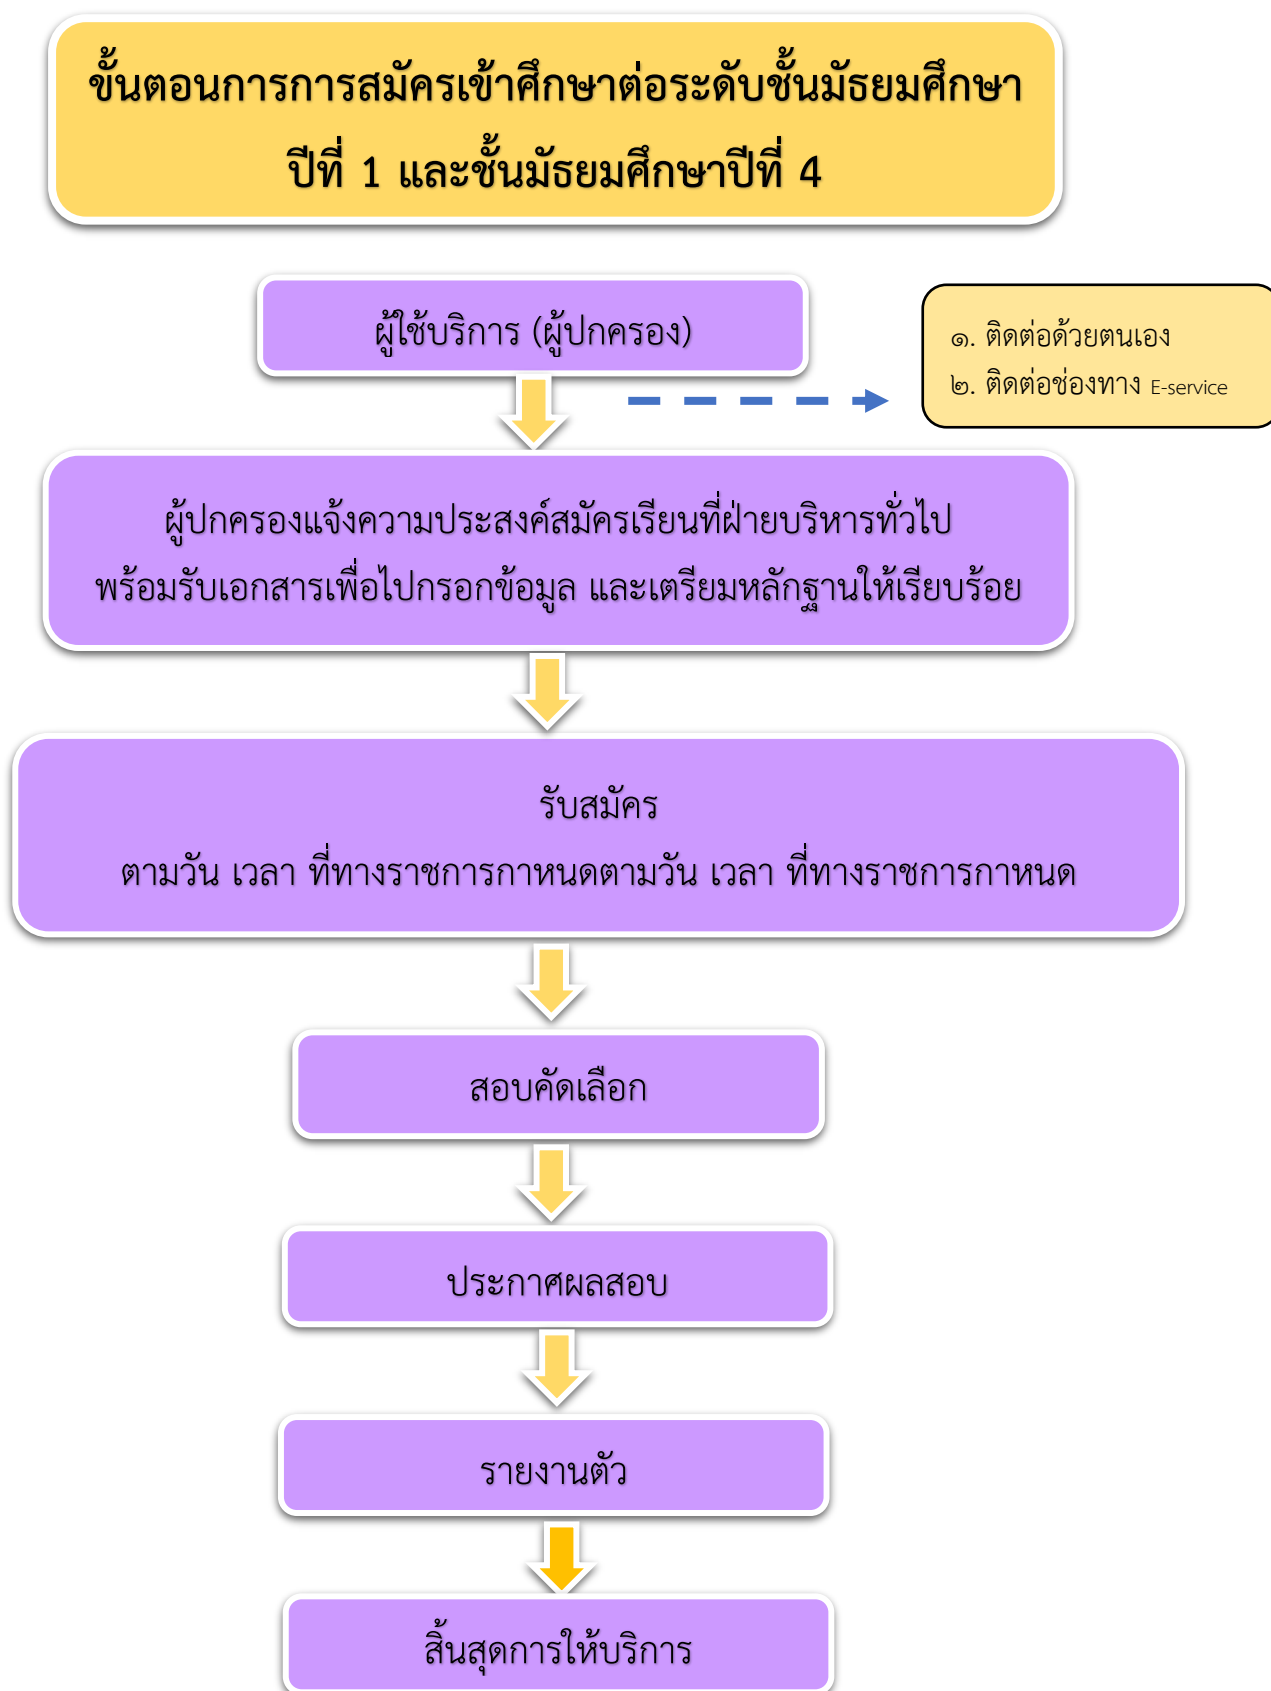 ขั้นตอนการการสมัครเข้าศึกษาต่อระดับชั้นมัธยมศึกษา
ปีที่ 1 และชั้นมัธยมศึกษาปีที่ 4
ผู้ใช้บริการ (ผู้ปกครอง)
๑. ติดต่อด้วยตนเอง
๒. ติดต่อช่องทาง E-service
ผู้ปกครองแจ้งความประสงค์สมัครเรียนที่ฝ่ายบริหารทั่วไป
พร้อมรับเอกสารเพื่อไปกรอกข้อมูล และเตรียมหลักฐานให้เรียบร้อย
รับสมัคร
ตามวัน เวลา ที่ทางราชการกาหนดตามวัน เวลา ที่ทางราชการกาหนด
สอบคัดเลือก
ประกาศผลสอบ
รายงานตัว
สิ้นสุดการให้บริการ